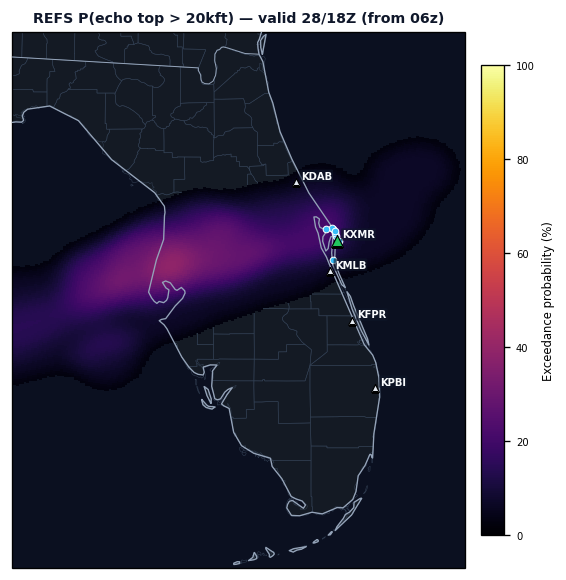 REFS P(echo top > 20kft) — valid 28/18Z (from 06z)
KDAB
KXMR
KMLB
KFPR
KPBI
100
80
60
40
20
0
Exceedance probability (%)